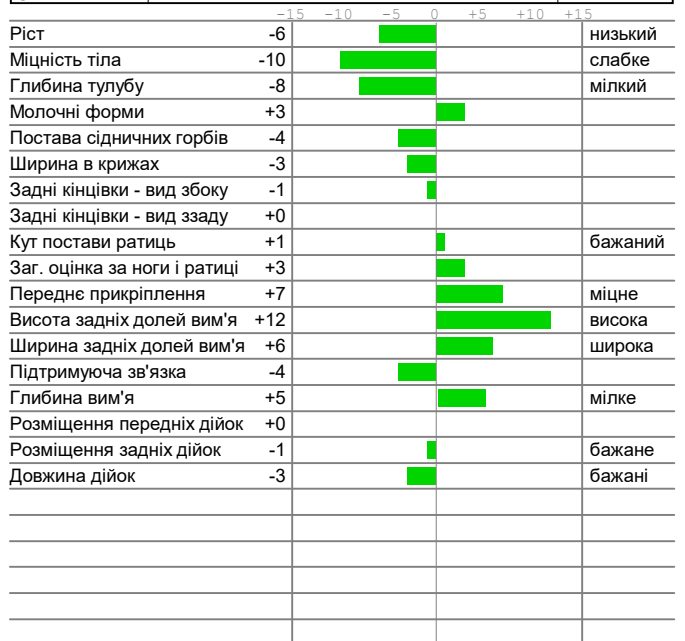 -15 -10 -5 0 +5 +10 +15
Ріст -6 низький
Міцність тіла -10 слабке
Глибина тулубу -8 мілкий
Молочні форми +3
Постава сідничних горбів -4
Ширина в крижах -3
Задні кінцівки - вид збоку -1
Задні кінцівки - вид ззаду +0
Кут постави ратиць +1 бажаний
Заг. оцінка за ноги і ратиці +3
Переднє прикріплення +7 міцне
Висота задніх долей вим'я +12 висока
Ширина задніх долей вим'я +6 широка
Підтримуюча зв'язка -4
Глибина вим'я +5 мілке
Розміщення передніх дійок +0
Розміщення задніх дійок -1 бажане
Довжина дійок -3 бажані